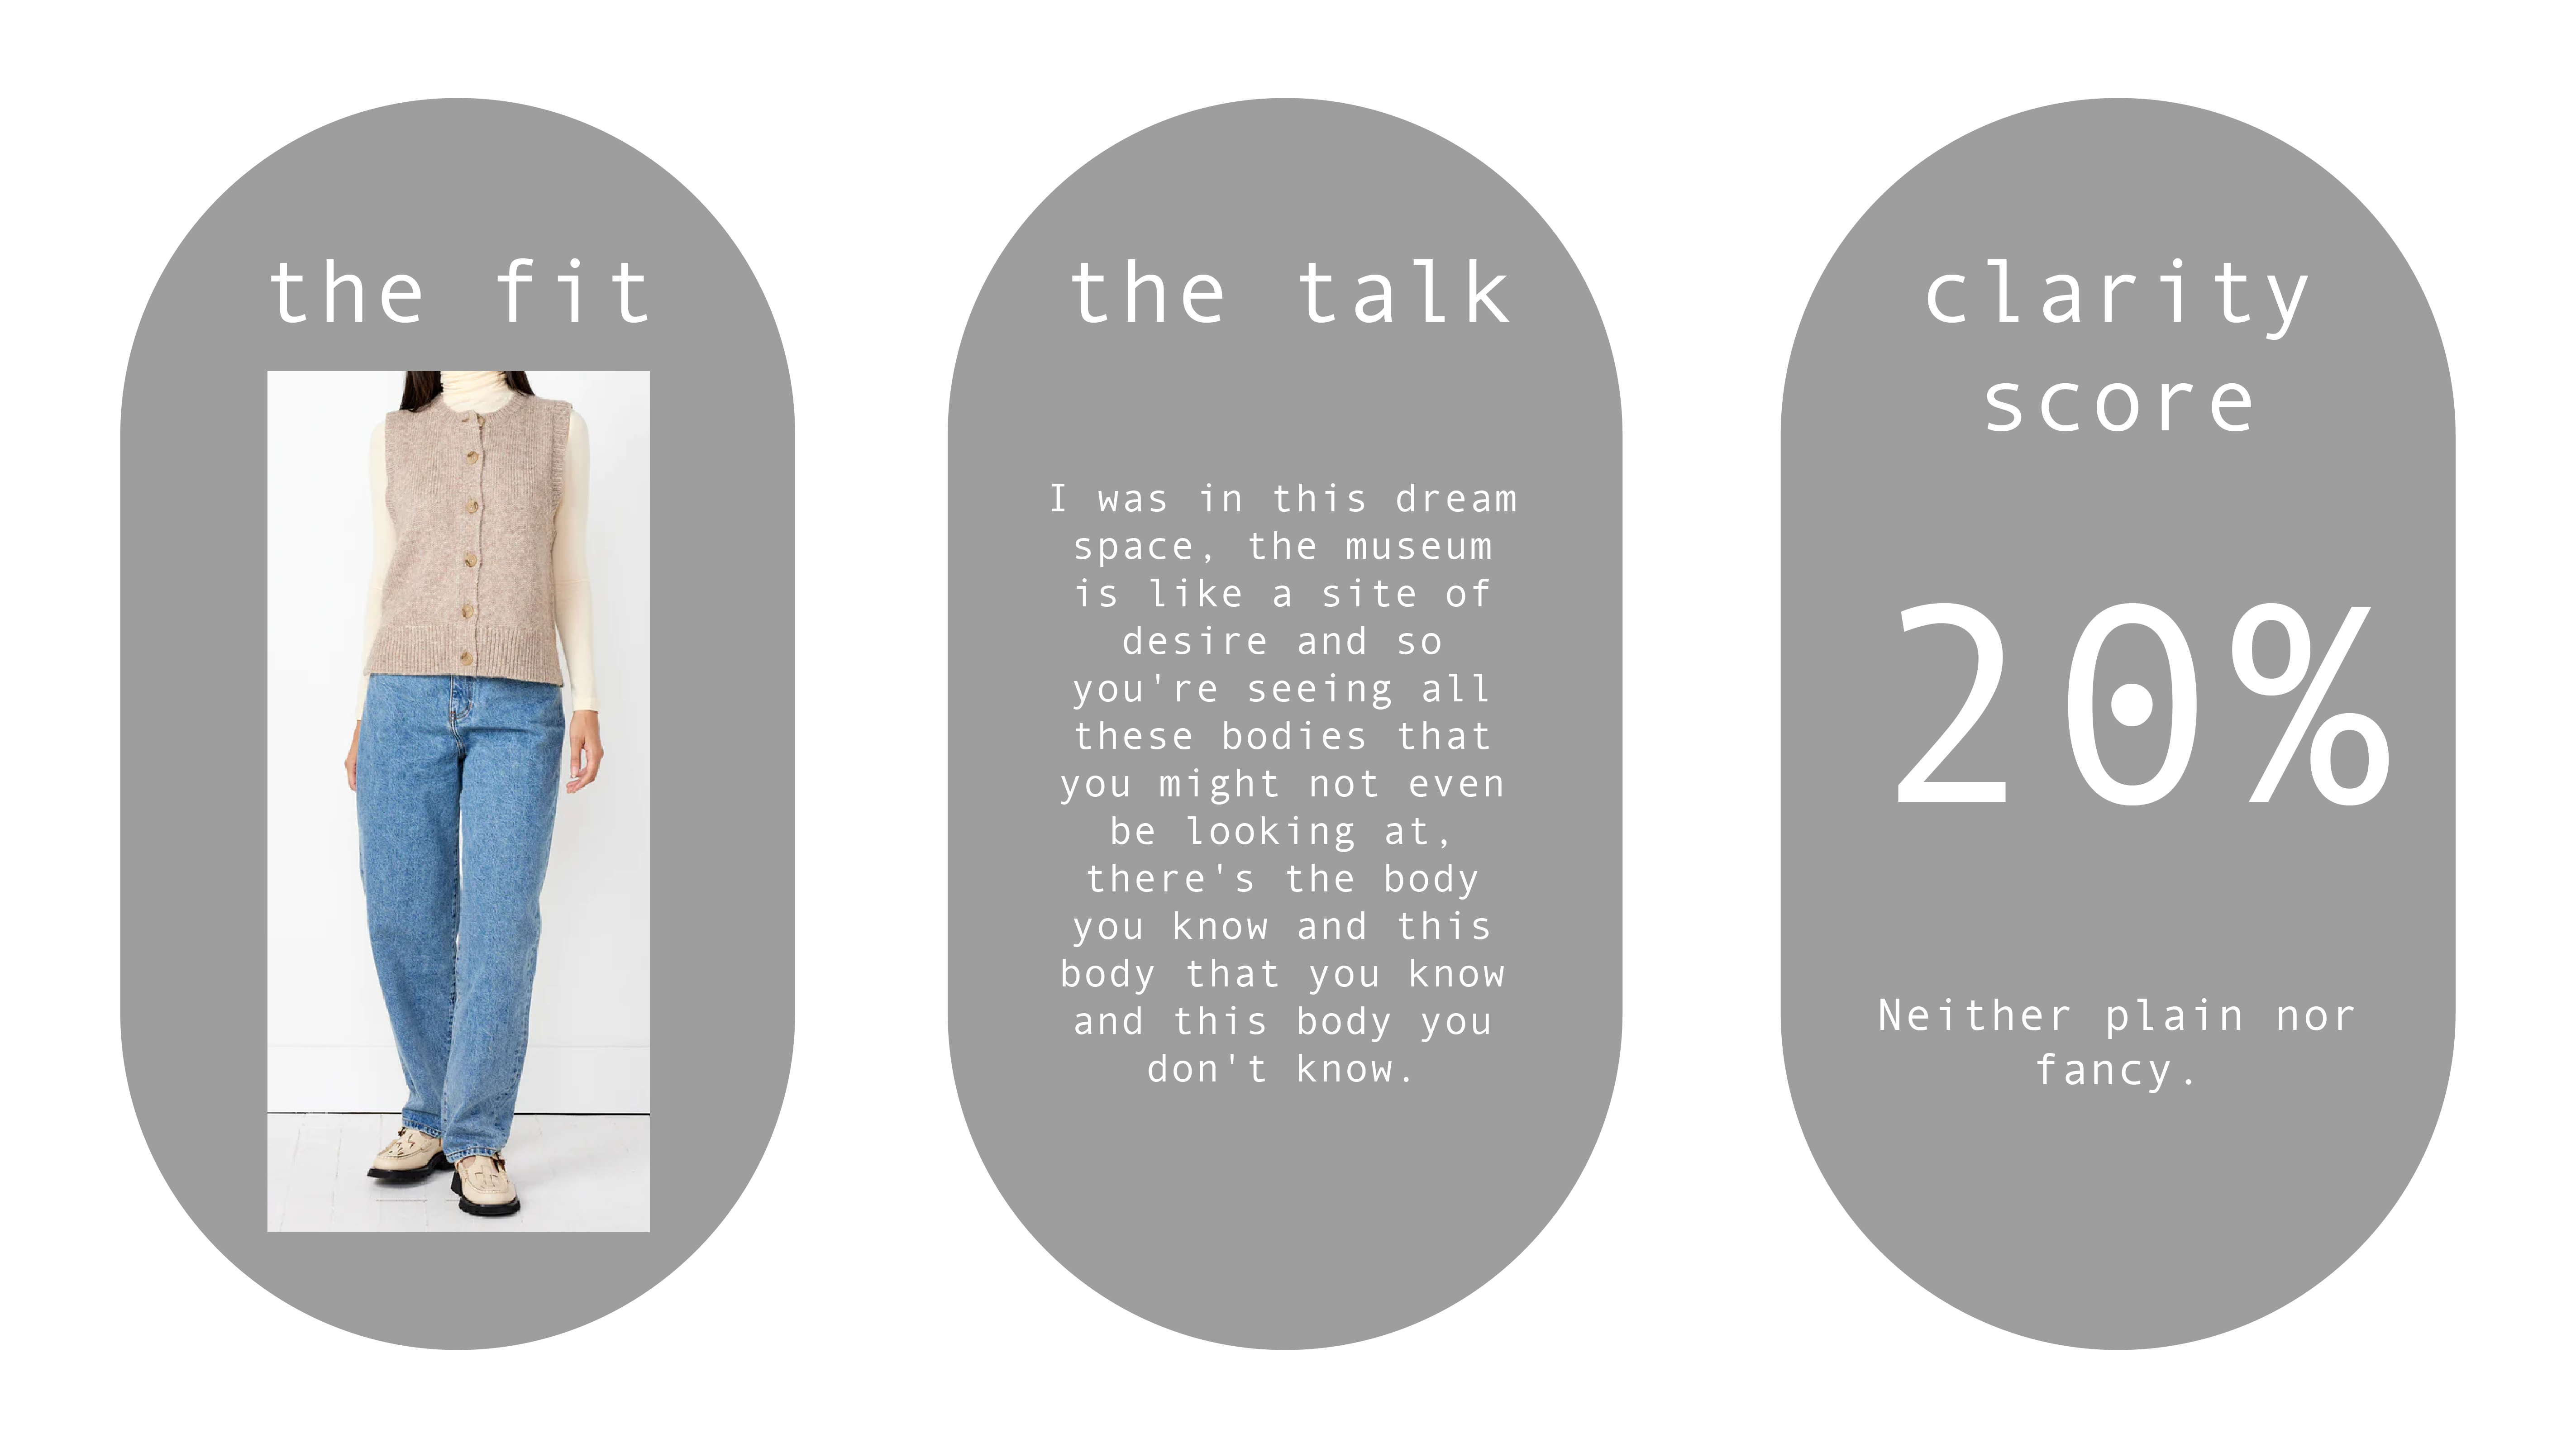 the fit
the talk
I was in this dream
space, the museum
is like a site of
desire and so
you're seeing all
these bodies that
you might not even
be looking at,
there's the body
you know and this
body that you know
and this body you
don't know.
clarity
score
20%
Neither plain nor
fancy.